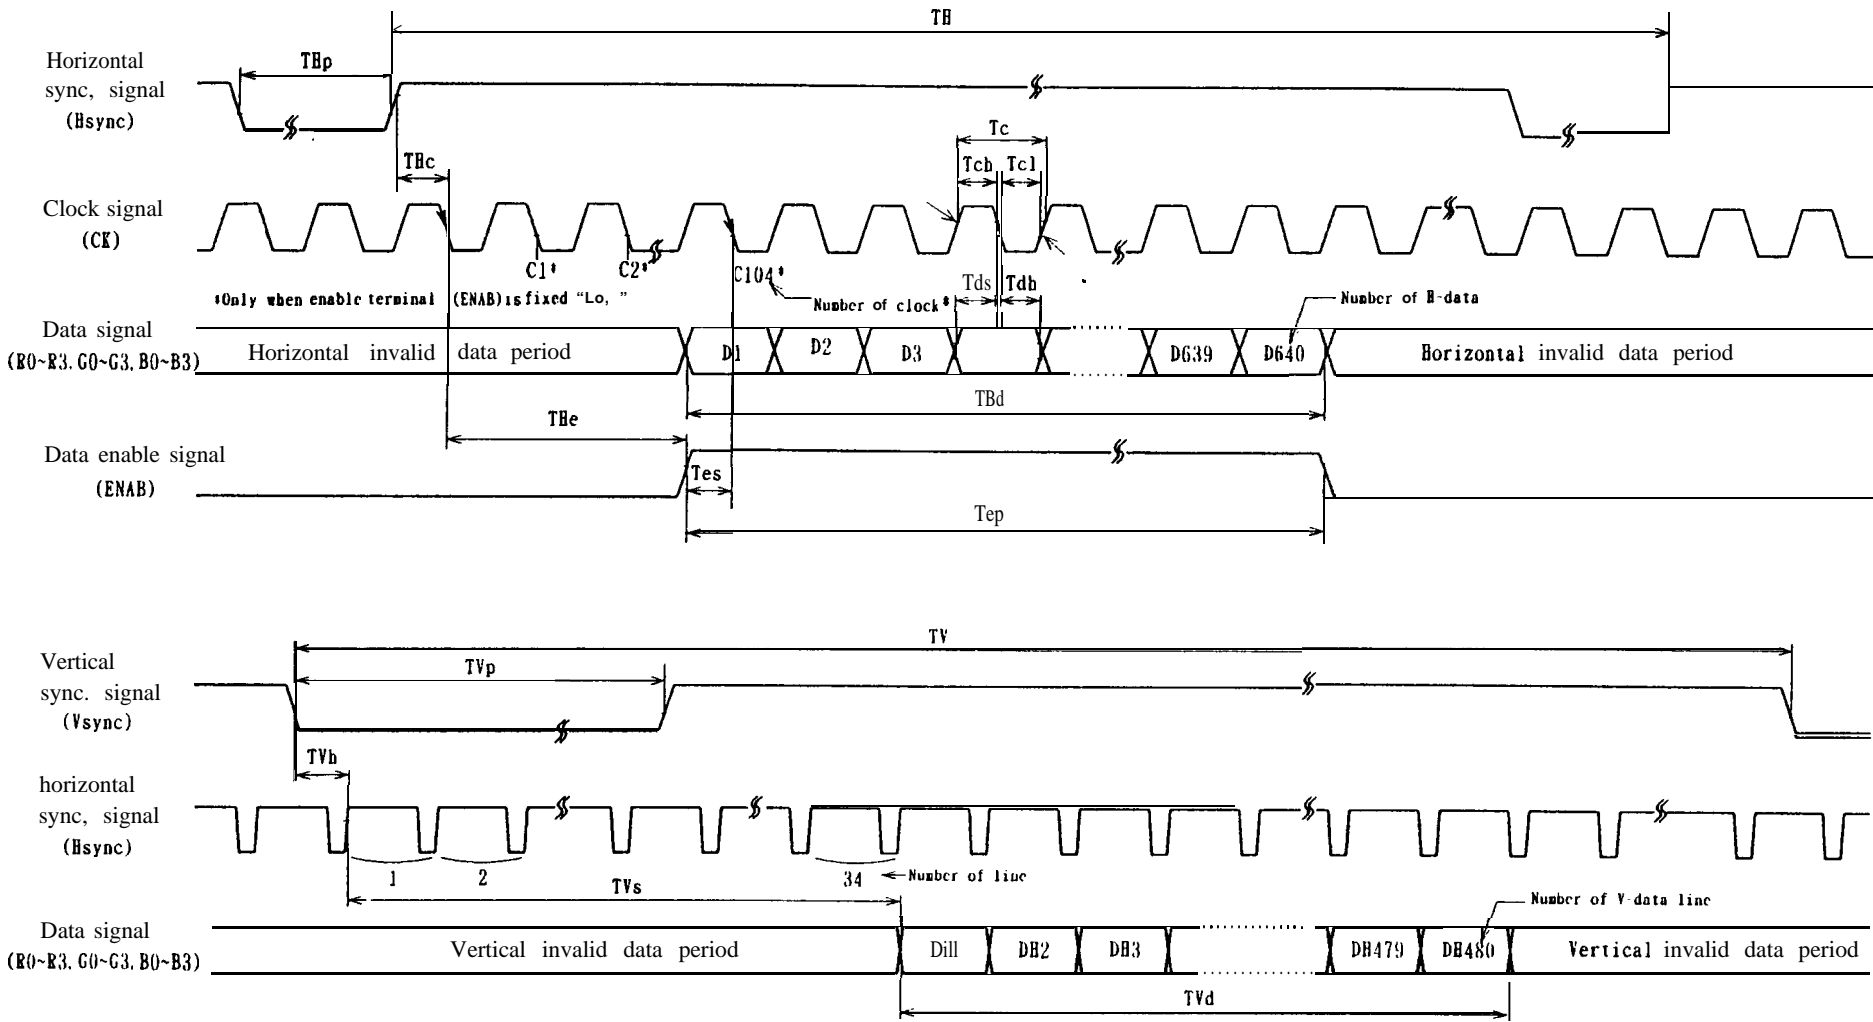 TH
Horizontal
sync, signal
(Hsync)
THp
Tc
THc
Tch
Tcl
Clock signal
(CK)
C1*
C2*
C104*
Tds
Tdh
*Only when enable terminal (ENAB) is fixed “Lo, ”
Number of clock*
Number of H-data
Data signal
(R0~R3. G0~G3. B0~B3)
Horizontal invalid data period
D1
D2
D3
D639
D640
Horizontal invalid data period
THd
THe
Data enable signal
(ENAB)
Tes
Tep
TV
Vertical
sync. signal
(Vsync)
TVp
TVh
horizontal
sync, signal
(Hsync)
1
2
34
Number of line
TVs
Number of V-data line
Data signal
(R0~R3. G0~G3. B0~B3)
Vertical invalid data period
Dill
DH2
DH3
DH479
DH480
Vertical invalid data period
TVd